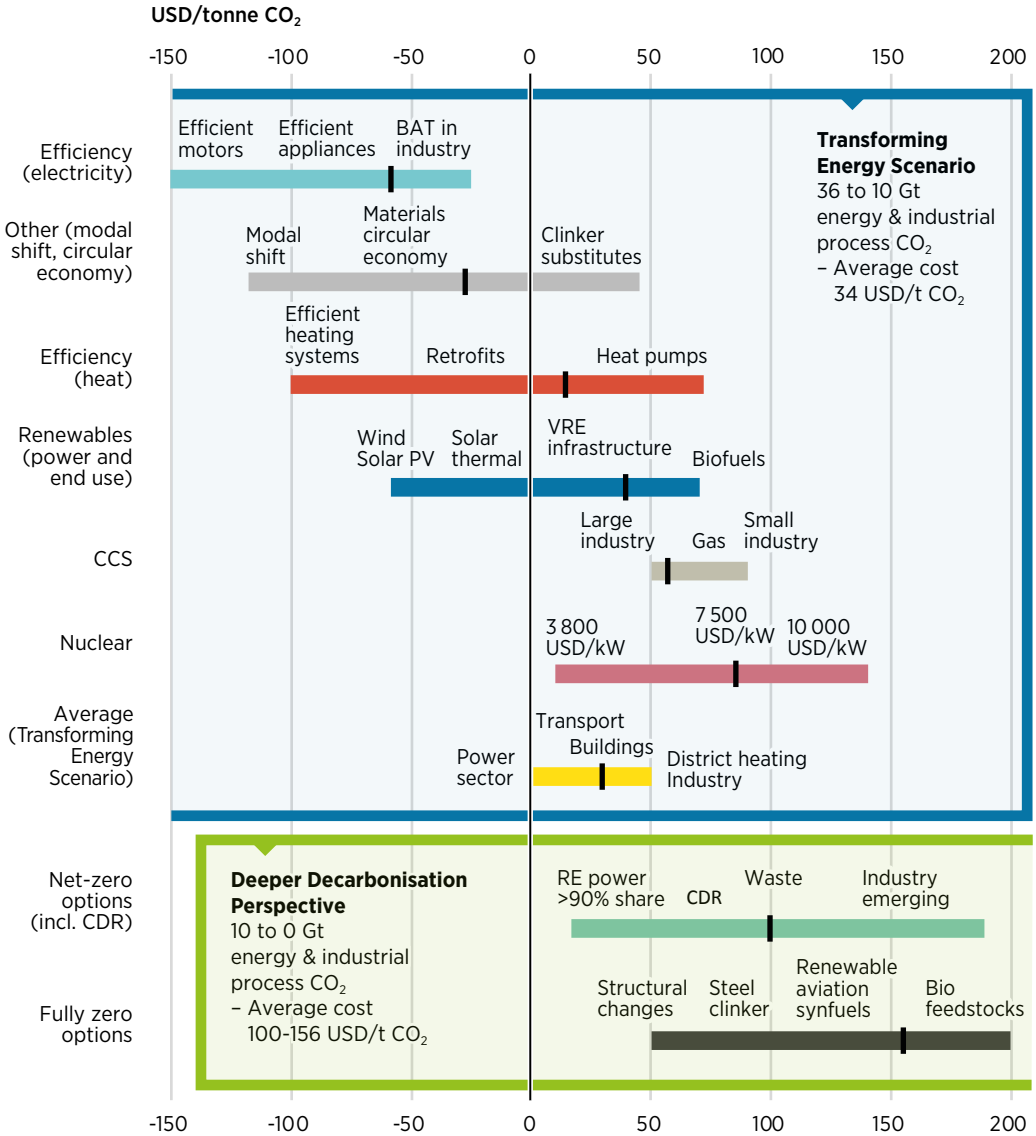 USD/tonne CO₂
-150 -100 -50 0 50 100 150 200
Efficiency
(electricity)
Efficient
motors
Efficient
appliances
BAT in
industry
Transforming
Energy Scenario
36 to 10 Gt
energy & industrial
process CO₂
– Average cost
34 USD/t CO₂
Other (modal
shift, circular
economy)
Modal
shift
Materials
circular
economy
Clinker
substitutes
Efficiency
(heat)
Efficient
heating
systems
Retrofits
Heat pumps
Renewables
(power and
end use)
Wind
Solar PV
Solar
thermal
VRE
infrastructure
Biofuels
CCS
Large
industry
Gas
Small
industry
Nuclear
3 800
USD/kW
7 500
USD/kW
10 000
USD/kW
Average
(Transforming
Energy
Scenario)
Power
sector
Transport
Buildings
District heating
Industry
Deeper Decarbonisation
Perspective
10 to 0 Gt
energy & industrial
process CO₂
– Average cost
100-156 USD/t CO₂
Net-zero
options
(incl. CDR)
RE power
>90% share
CDR
Waste
Industry
emerging
Fully zero
options
Structural
changes
Steel
clinker
Renewable
aviation
synfuels
Bio
feedstocks
-150 -100 -50 0 50 100 150 200